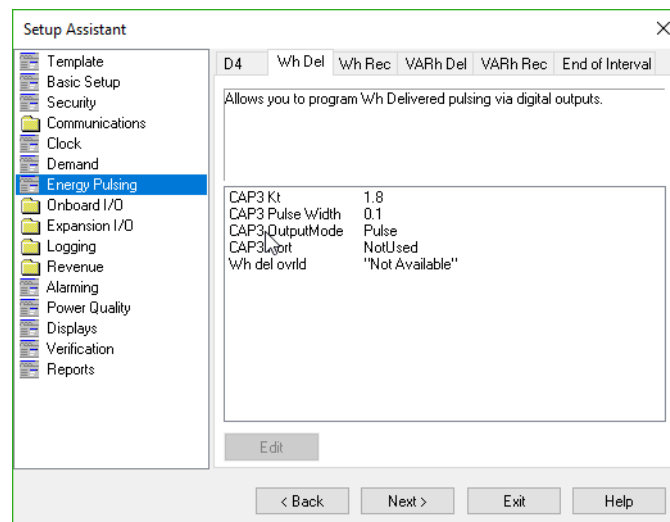 Setup Assistant
Template
Basic Setup
Security
Communications
Clock
Demand
Energy Pulsing
Onboard I/O
Expansion I/O
Logging
Revenue
Alarming
Power Quality
Displays
Verification
Reports
D4 Wh Del Wh Rec VARh Del VARh Rec End of Interval
Allows you to program Wh Delivered pulsing via digital outputs.
CAP3 Kt 1.8
CAP3 Pulse Width 0.1
CAP3 OutputMode Pulse
CAP3 Port NotUsed
Wh del ovrld "Not Available"
Edit
< Back Next > Exit Help